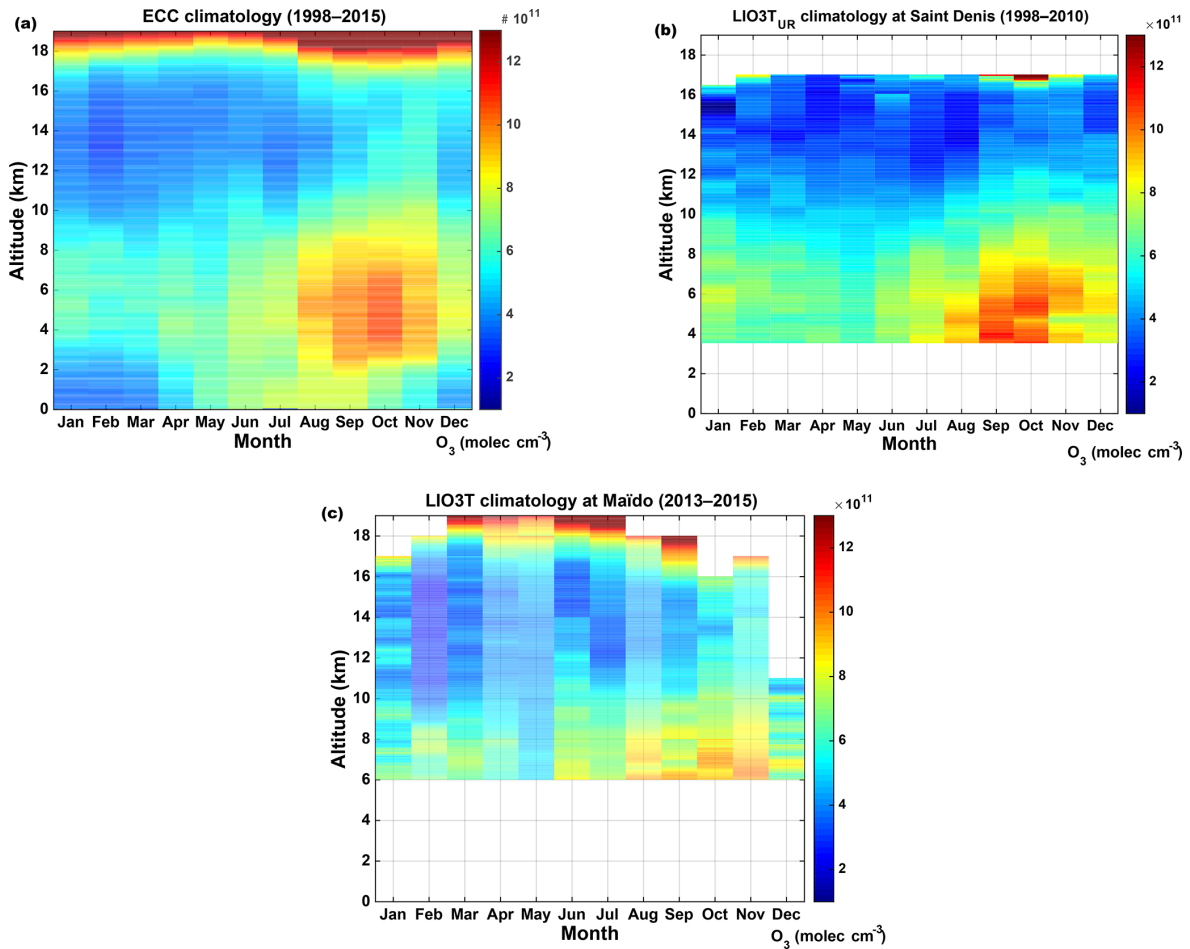 (a)
ECC climatology (1998–2015)
# 10^11
18
16
14
12
10
8
6
4
2
0
Altitude (km)
Jan Feb Mar Apr May Jun Jul Aug Sep Oct Nov Dec
Month
O3 (molec cm-3)
12
10
8
6
4
2
(b)
LIO3T_UR climatology at Saint Denis (1998–2010)
×10^11
18
16
14
12
10
8
6
4
2
0
Altitude (km)
Jan Feb Mar Apr May Jun Jul Aug Sep Oct Nov Dec
Month
O3 (molec cm-3)
12
10
8
6
4
2
(c)
LIO3T climatology at Maïdo (2013–2015)
×10^11
18
16
14
12
10
8
6
4
2
0
Altitude (km)
Jan Feb Mar Apr May Jun Jul Aug Sep Oct Nov Dec
Month
O3 (molec cm-3)
12
10
8
6
4
2